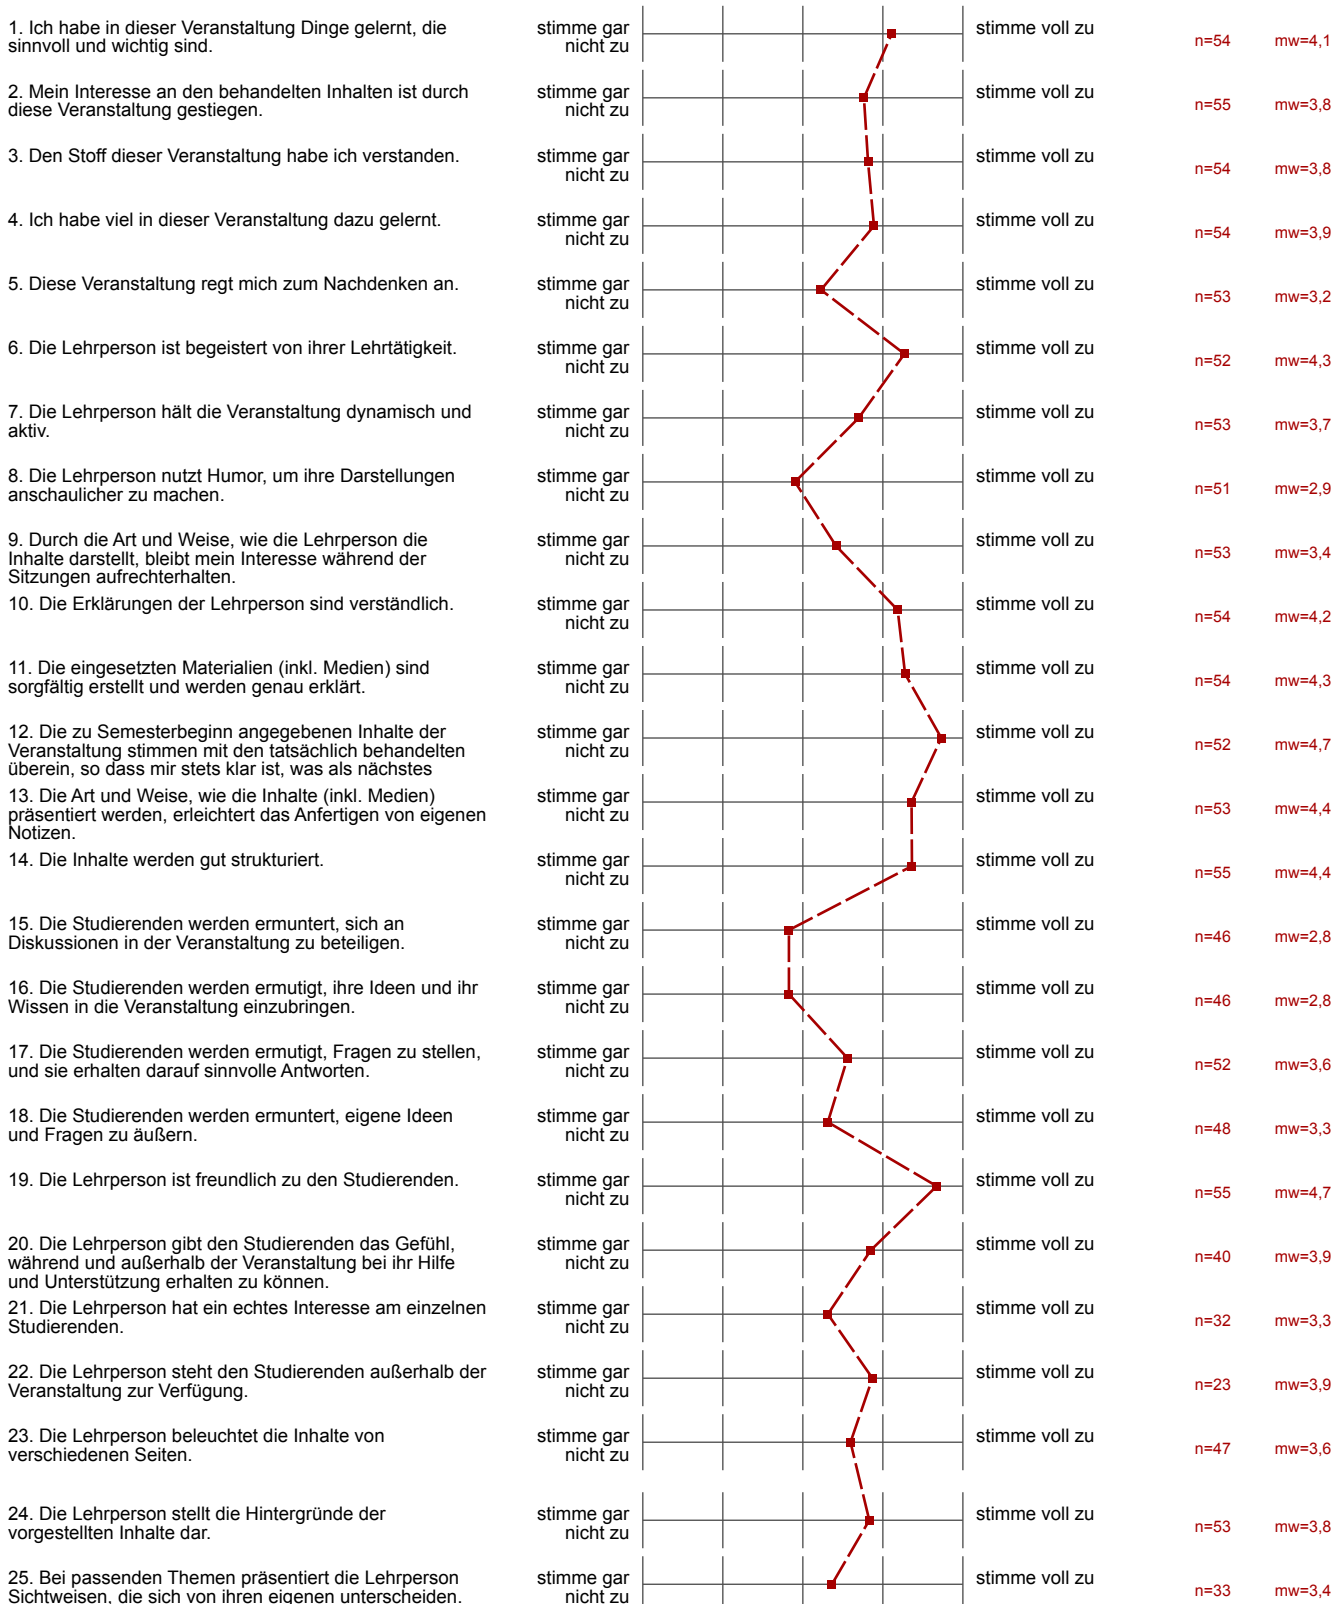 1. Ich habe in dieser Veranstaltung Dinge gelernt, die
sinnvoll und wichtig sind.
stimme gar
nicht zu
stimme voll zu
n=54 mw=4,1
2. Mein Interesse an den behandelten Inhalten ist durch
diese Veranstaltung gestiegen.
stimme gar
nicht zu
stimme voll zu
n=55 mw=3,8
3. Den Stoff dieser Veranstaltung habe ich verstanden.
stimme gar
nicht zu
stimme voll zu
n=54 mw=3,8
4. Ich habe viel in dieser Veranstaltung dazu gelernt.
stimme gar
nicht zu
stimme voll zu
n=54 mw=3,9
5. Diese Veranstaltung regt mich zum Nachdenken an.
stimme gar
nicht zu
stimme voll zu
n=53 mw=3,2
6. Die Lehrperson ist begeistert von ihrer Lehrtätigkeit.
stimme gar
nicht zu
stimme voll zu
n=52 mw=4,3
7. Die Lehrperson hält die Veranstaltung dynamisch und
aktiv.
stimme gar
nicht zu
stimme voll zu
n=53 mw=3,7
8. Die Lehrperson nutzt Humor, um ihre Darstellungen
anschaulicher zu machen.
stimme gar
nicht zu
stimme voll zu
n=51 mw=2,9
9. Durch die Art und Weise, wie die Lehrperson die
Inhalte darstellt, bleibt mein Interesse während der
Sitzungen aufrechterhalten.
stimme gar
nicht zu
stimme voll zu
n=53 mw=3,4
10. Die Erklärungen der Lehrperson sind verständlich.
stimme gar
nicht zu
stimme voll zu
n=54 mw=4,2
11. Die eingesetzten Materialien (inkl. Medien) sind
sorgfältig erstellt und werden genau erklärt.
stimme gar
nicht zu
stimme voll zu
n=54 mw=4,3
12. Die zu Semesterbeginn angegebenen Inhalte der
Veranstaltung stimmen mit den tatsächlich behandelten
überein, so dass mir stets klar ist, was als nächstes
stimme gar
nicht zu
stimme voll zu
n=52 mw=4,7
13. Die Art und Weise, wie die Inhalte (inkl. Medien)
präsentiert werden, erleichtert das Anfertigen von eigenen
Notizen.
stimme gar
nicht zu
stimme voll zu
n=53 mw=4,4
14. Die Inhalte werden gut strukturiert.
stimme gar
nicht zu
stimme voll zu
n=55 mw=4,4
15. Die Studierenden werden ermuntert, sich an
Diskussionen in der Veranstaltung zu beteiligen.
stimme gar
nicht zu
stimme voll zu
n=46 mw=2,8
16. Die Studierenden werden ermutigt, ihre Ideen und ihr
Wissen in die Veranstaltung einzubringen.
stimme gar
nicht zu
stimme voll zu
n=46 mw=2,8
17. Die Studierenden werden ermutigt, Fragen zu stellen,
und sie erhalten darauf sinnvolle Antworten.
stimme gar
nicht zu
stimme voll zu
n=52 mw=3,6
18. Die Studierenden werden ermuntert, eigene Ideen
und Fragen zu äußern.
stimme gar
nicht zu
stimme voll zu
n=48 mw=3,3
19. Die Lehrperson ist freundlich zu den Studierenden.
stimme gar
nicht zu
stimme voll zu
n=55 mw=4,7
20. Die Lehrperson gibt den Studierenden das Gefühl,
während und außerhalb der Veranstaltung bei ihr Hilfe
und Unterstützung erhalten zu können.
stimme gar
nicht zu
stimme voll zu
n=40 mw=3,9
21. Die Lehrperson hat ein echtes Interesse am einzelnen
Studierenden.
stimme gar
nicht zu
stimme voll zu
n=32 mw=3,3
22. Die Lehrperson steht den Studierenden außerhalb der
Veranstaltung zur Verfügung.
stimme gar
nicht zu
stimme voll zu
n=23 mw=3,9
23. Die Lehrperson beleuchtet die Inhalte von
verschiedenen Seiten.
stimme gar
nicht zu
stimme voll zu
n=47 mw=3,6
24. Die Lehrperson stellt die Hintergründe der
vorgestellten Inhalte dar.
stimme gar
nicht zu
stimme voll zu
n=53 mw=3,8
25. Bei passenden Themen präsentiert die Lehrperson
Sichtweisen, die sich von ihren eigenen unterscheiden.
stimme gar
nicht zu
stimme voll zu
n=33 mw=3,4